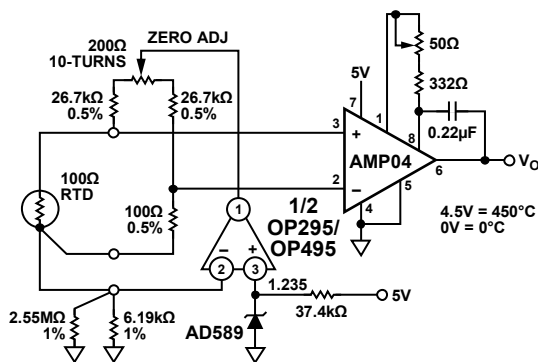 ZERO ADJ
200Ω
10-TURNS
26.7kΩ
0.5%
26.7kΩ
0.5%
50Ω
332Ω
5V
7
1
8
0.22µF
3
+
AMP04
6
VO
2
−
5
4
100Ω
RTD
100Ω
0.5%
1
1/2
OP295/
OP495
4.5V = 450°C
0V = 0°C
−
+
2
3
1.235
37.4kΩ
5V
2.55MΩ
1%
6.19kΩ
1%
AD589